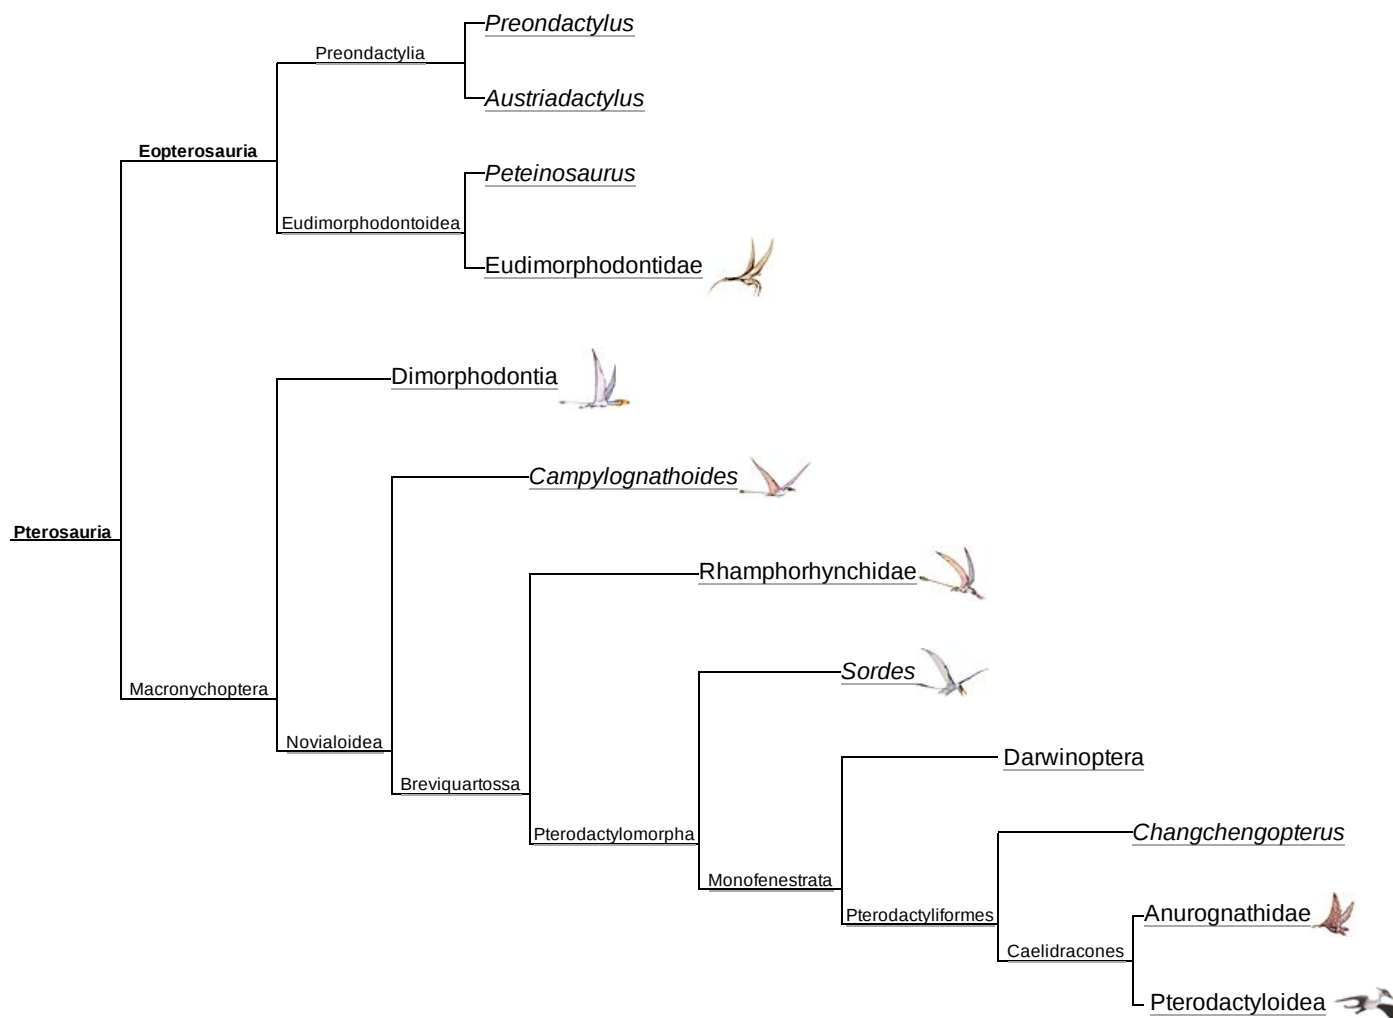 Preondactylus
Preondactylia
Austriadactylus
Eopterosauria
Peteinosaurus
Eudimorphodontoidea
Eudimorphodontidae
Dimorphodontia
Campylognathoides
Pterosauria
Rhamphorhynchidae
Sordes
Macronychoptera
Novialoidea
Darwinoptera
Breviquartossa
Pterodactylomorpha
Changchengopterus
Monofenestrata
Pterodactyliformes
Anurognathidae
Caelidracones
Pterodactyloidea